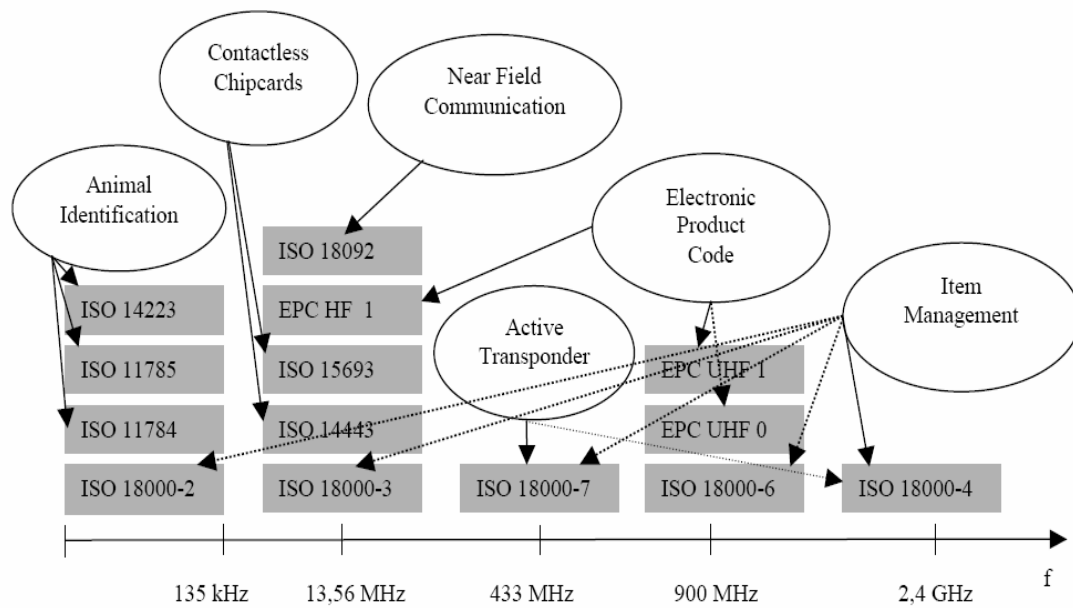 Contactless
Chipcards
Near Field
Communication
Animal
Identification
Electronic
Product
Code
Item
Management
Active
Transponder
ISO 18092
ISO 14223
EPC HF 1
ISO 11785
ISO 15693
EPC UHF 1
ISO 11784
ISO 14443
EPC UHF 0
ISO 18000-2
ISO 18000-3
ISO 18000-7
ISO 18000-6
ISO 18000-4
135 kHz
13,56 MHz
433 MHz
900 MHz
2,4 GHz
f